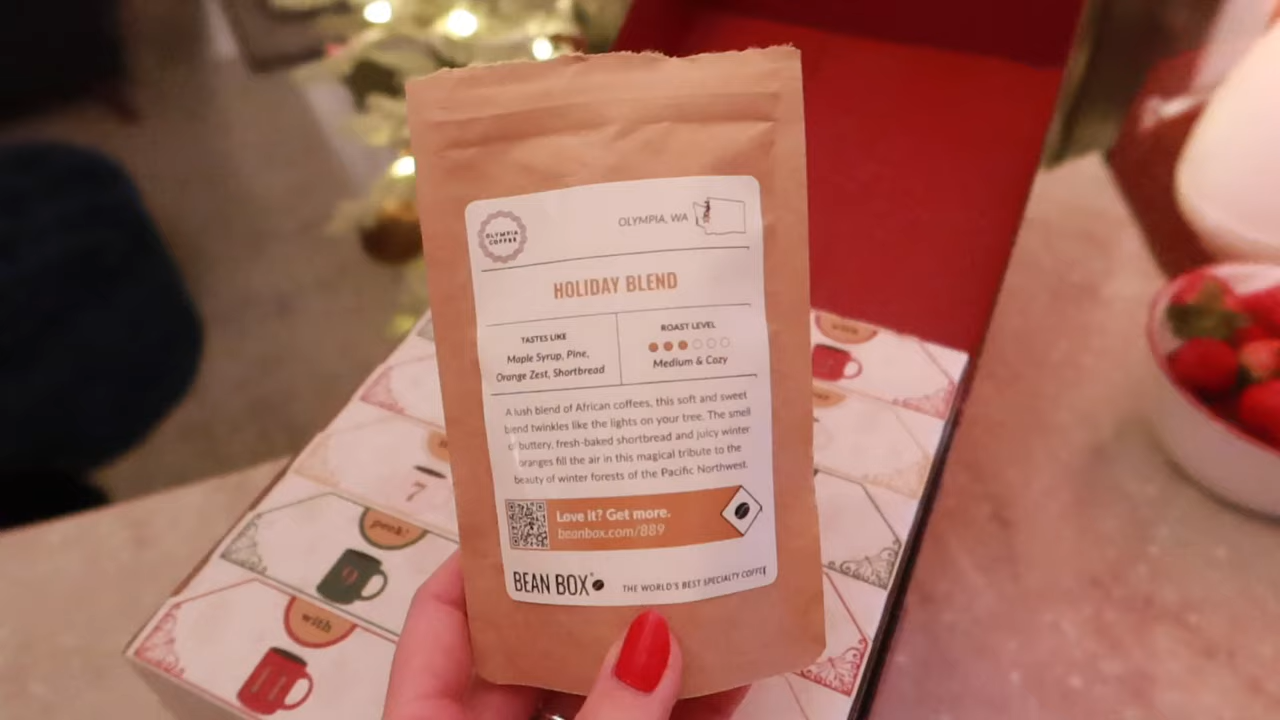 OLYMPIA
COFFEE
OLYMPIA, WA
HOLIDAY BLEND
TASTES LIKE
Maple Syrup, Pine,
Orange Zest, Shortbread
ROAST LEVEL
Medium & Cozy
A lush blend of African coffees, this soft and sweet
blend twinkles like the lights on your tree. The smell
of buttery, fresh-baked shortbread and juicy winter
oranges fill the air in this magical tribute to the
beauty of winter forests of the Pacific Northwest.
Love it? Get more.
beanbox.com/889
BEAN BOX
THE WORLD'S BEST SPECIALTY COFFEE
with
7
peek!
9
with
11